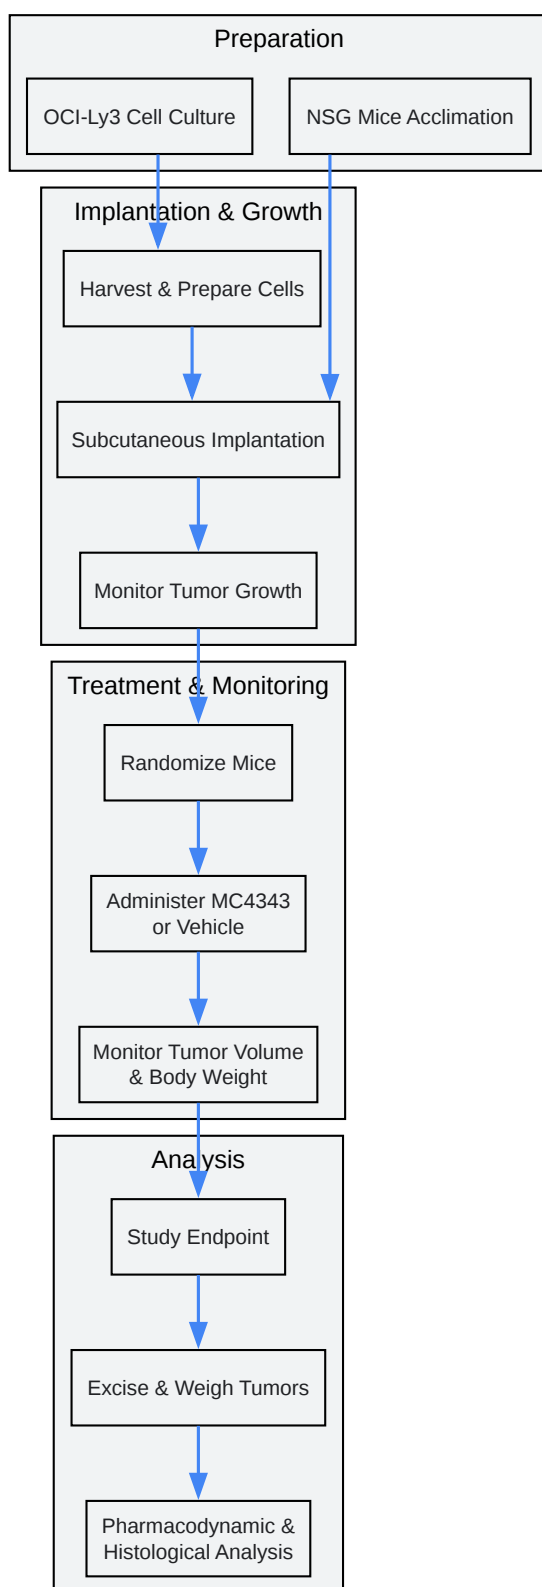 Preparation
OCI-Ly3 Cell Culture
NSG Mice Acclimation
Implantation & Growth
Harvest & Prepare Cells
Subcutaneous Implantation
Monitor Tumor Growth
Treatment & Monitoring
Randomize Mice
Administer MC4343
or Vehicle
Monitor Tumor Volume
& Body Weight
Analysis
Study Endpoint
Excise & Weigh Tumors
Pharmacodynamic &
Histological Analysis